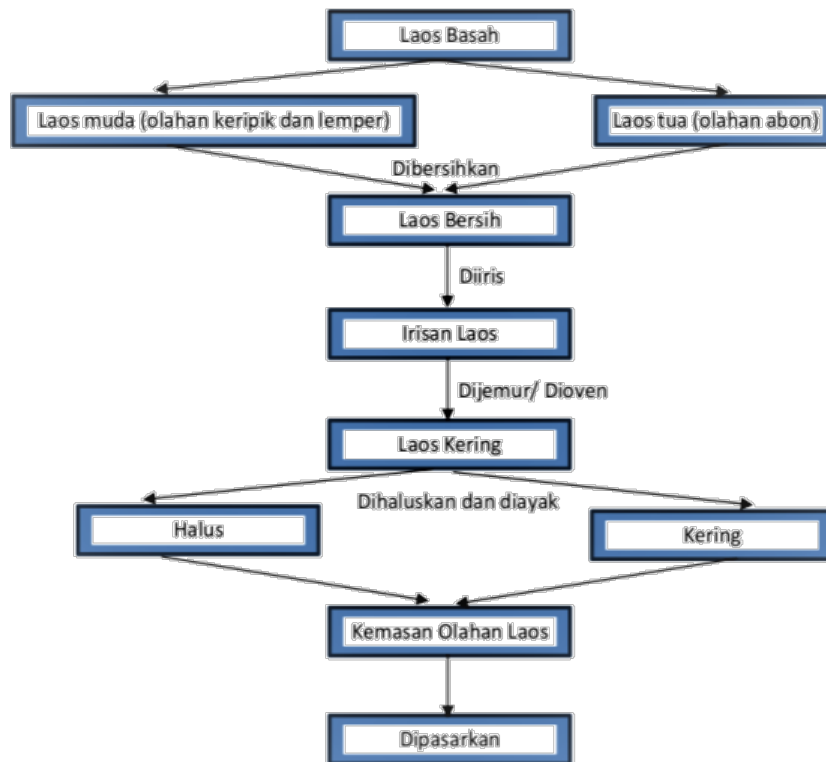 Laos Basah
Laos muda (olahan keripik dan lemper)
Laos tua (olahan abon)
Dibersihkan
Laos Bersih
Diiris
Irisan Laos
Dijemur/ Dioven
Laos Kering
Dihaluskan dan diayak
Halus
Kering
Kemasan Olahan Laos
Dipasarkan